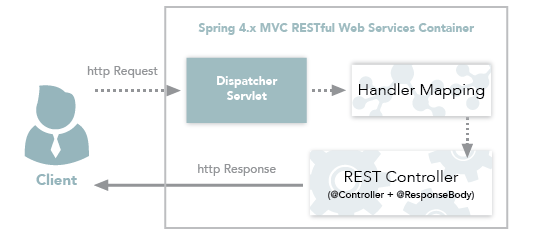 Spring 4.x MVC RESTful Web Services Container
http Request
Dispatcher
Servlet
Handler Mapping
Client
http Response
REST Controller
(@Controller + @ResponseBody)